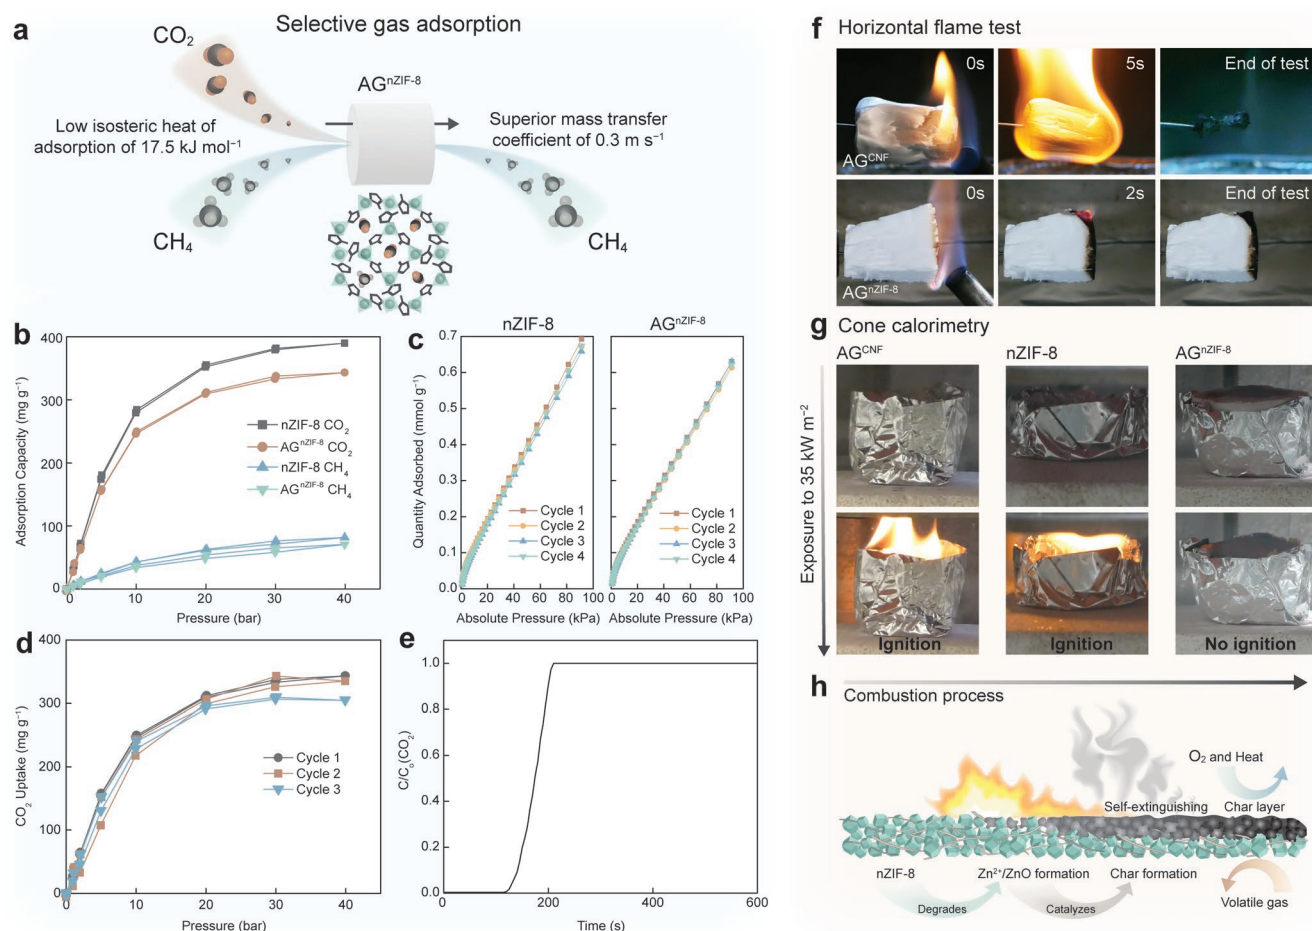 a
Selective gas adsorption
CO₂
AGⁿᶻᴵᶠ⁻⁸
Low isosteric heat of
adsorption of 17.5 kJ mol⁻¹
Superior mass transfer
coefficient of 0.3 m s⁻¹
CH₄
CH₄
b
400
300
200
100
0
Adsorption Capacity (mg g⁻¹)
nZIF-8 CO₂
AGⁿᶻᴵᶠ⁻⁸ CO₂
nZIF-8 CH₄
AGⁿᶻᴵᶠ⁻⁸ CH₄
0 10 20 30 40
Pressure (bar)
c
nZIF-8
AGⁿᶻᴵᶠ⁻⁸
0.7
0.6
0.5
0.4
0.3
0.2
0.1
0.0
Quantity Adsorbed (mmol g⁻¹)
Cycle 1
Cycle 2
Cycle 3
Cycle 4
Cycle 1
Cycle 2
Cycle 3
Cycle 4
0 20 40 60 80 100
0 20 40 60 80 100
Absolute Pressure (kPa)
Absolute Pressure (kPa)
d
400
300
200
100
0
CO₂ Uptake (mg g⁻¹)
Cycle 1
Cycle 2
Cycle 3
0 10 20 30 40
Pressure (bar)
e
1.0
0.8
0.6
0.4
0.2
0.0
C/C₀(CO₂)
0 200 400 600
Time (s)
f
Horizontal flame test
0s
5s
End of test
AGᶜᴺᶠ
0s
2s
End of test
AGⁿᶻᴵᶠ⁻⁸
g
Cone calorimetry
AGᶜᴺᶠ
nZIF-8
AGⁿᶻᴵᶠ⁻⁸
Exposure to 35 kW m⁻²
Ignition
Ignition
No ignition
h
Combustion process
O₂ and Heat
Self-extinguishing
Char layer
nZIF-8
Zn²⁺/ZnO formation
Char formation
Degrades
Catalyzes
Volatile gas